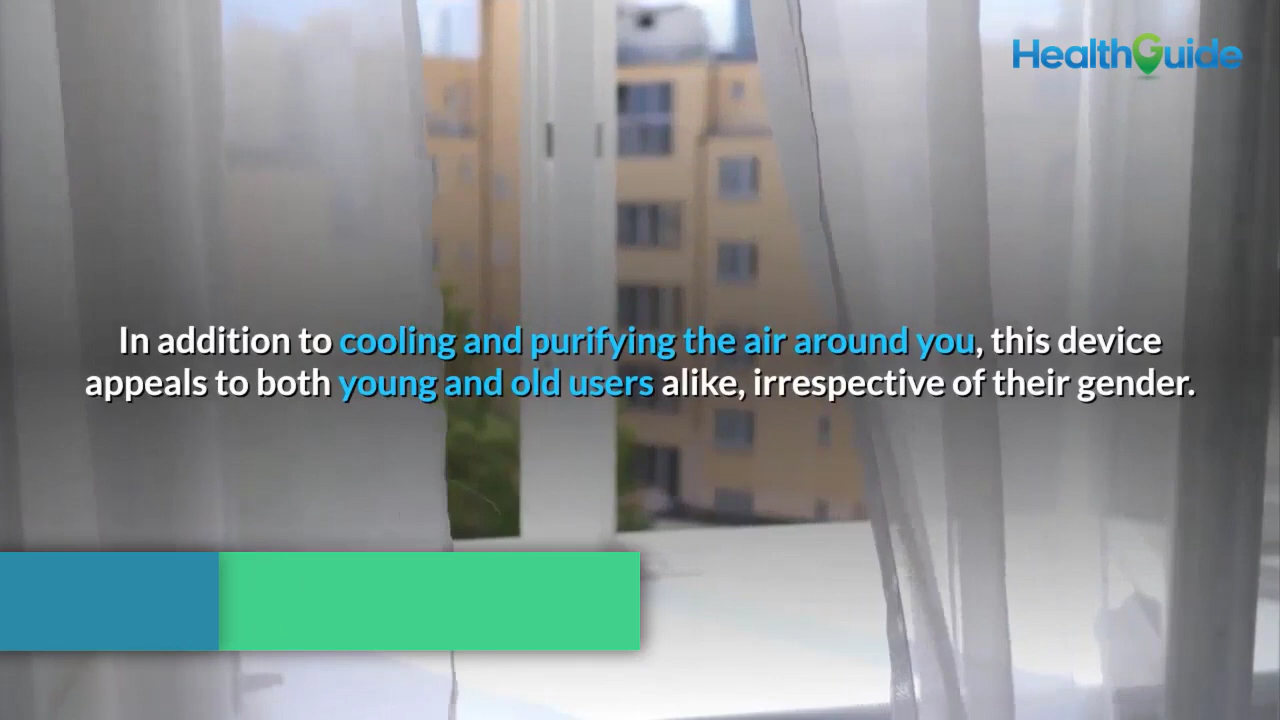 HealthGuide
In addition to cooling and purifying the air around you, this device
appeals to both young and old users alike, irrespective of their gender.